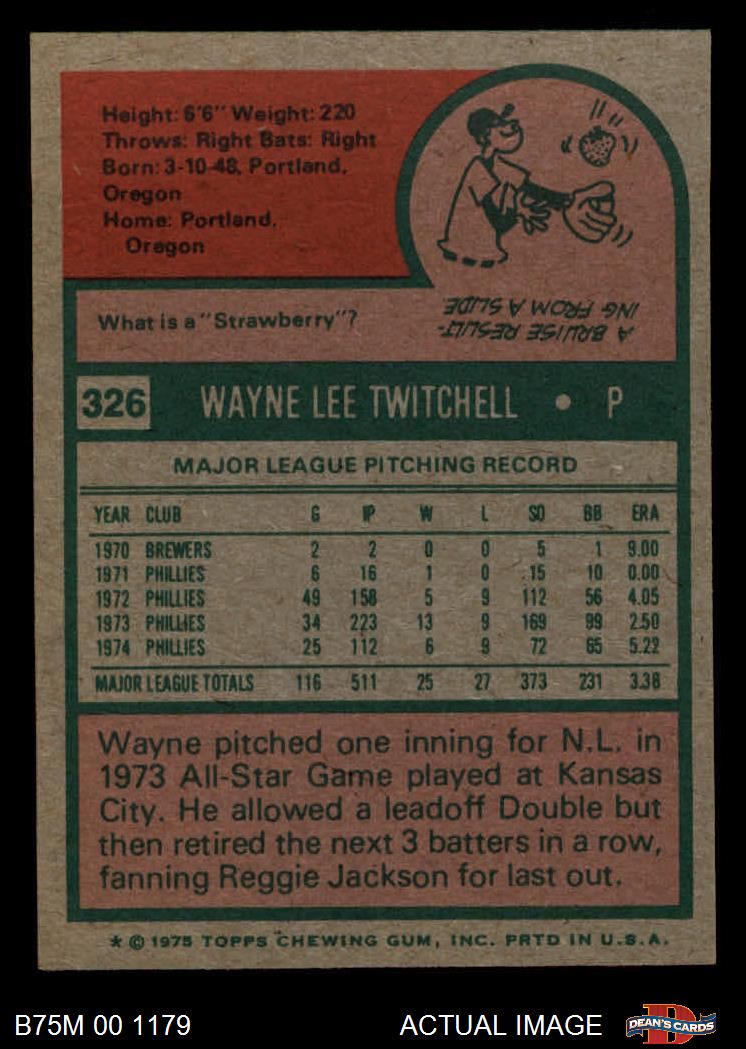 Height: 6'6" Weight: 220
Throws: Right Bats: Right
Born: 3-10-48, Portland,
Oregon
Home: Portland,
Oregon
What is a "Strawberry"?
A BRUISE RESULT-
ING FROM A SLIDE.
326 WAYNE LEE TWITCHELL • P
MAJOR LEAGUE PITCHING RECORD
YEAR CLUB G IP W L SO BB ERA
1970 BREWERS 2 2 0 0 5 1 9.00
1971 PHILLIES 6 16 1 0 15 10 0.00
1972 PHILLIES 49 158 5 9 112 56 4.05
1973 PHILLIES 34 223 13 9 169 99 2.50
1974 PHILLIES 25 112 6 9 72 65 5.22
MAJOR LEAGUE TOTALS 116 511 25 27 373 231 3.38
Wayne pitched one inning for N.L. in
1973 All-Star Game played at Kansas
City. He allowed a leadoff Double but
then retired the next 3 batters in a row,
fanning Reggie Jackson for last out.
* © 1975 TOPPS CHEWING GUM, INC. PRTD IN U.S.A.
B75M 00 1179 ACTUAL IMAGE DEAN'S CARDS